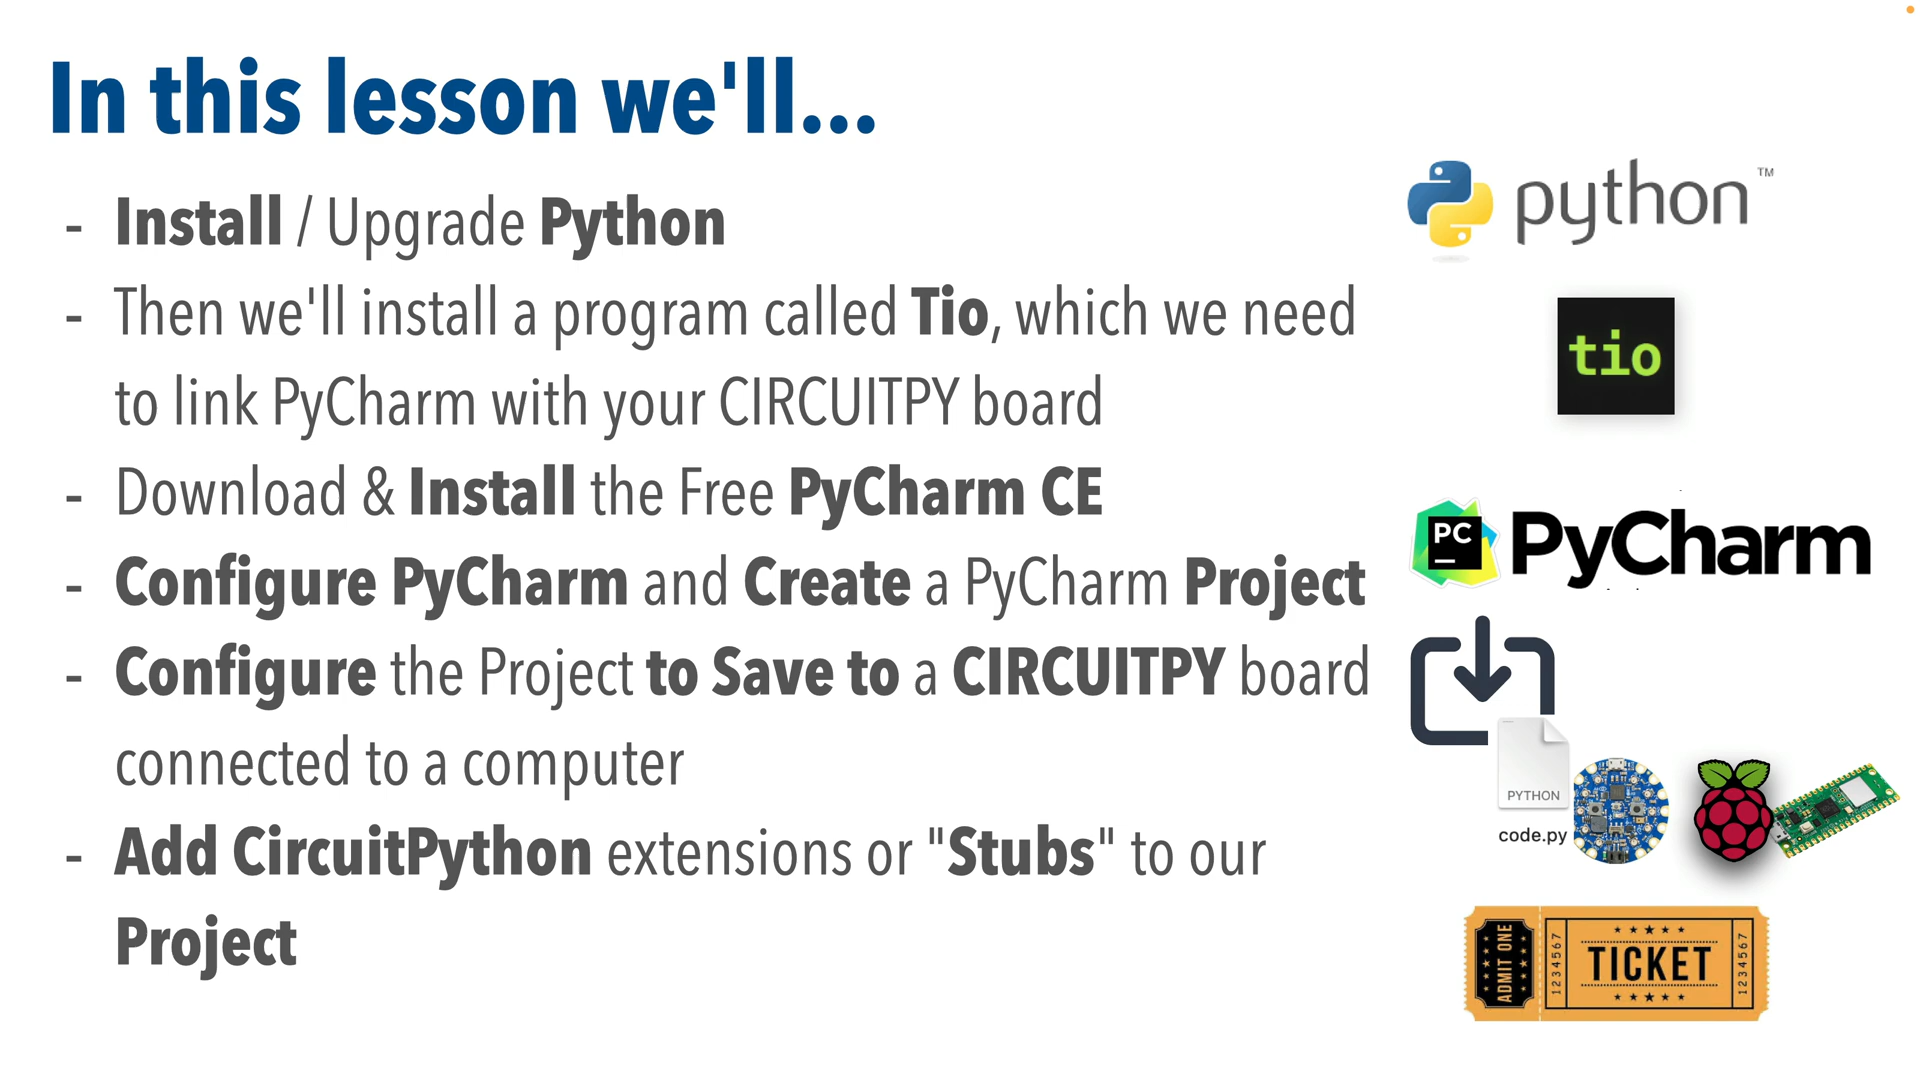 In this lesson we'll...
- Install / Upgrade Python
- Then we'll install a program called Tio, which we need
to link PyCharm with your CIRCUITPY board
- Download & Install the Free PyCharm CE
- Configure PyCharm and Create a PyCharm Project
- Configure the Project to Save to a CIRCUITPY board
connected to a computer
- Add CircuitPython extensions or "Stubs" to our
Project
python™
tio
PC PyCharm
PYTHON
code.py
ADMIT ONE
1234567
TICKET
1234567